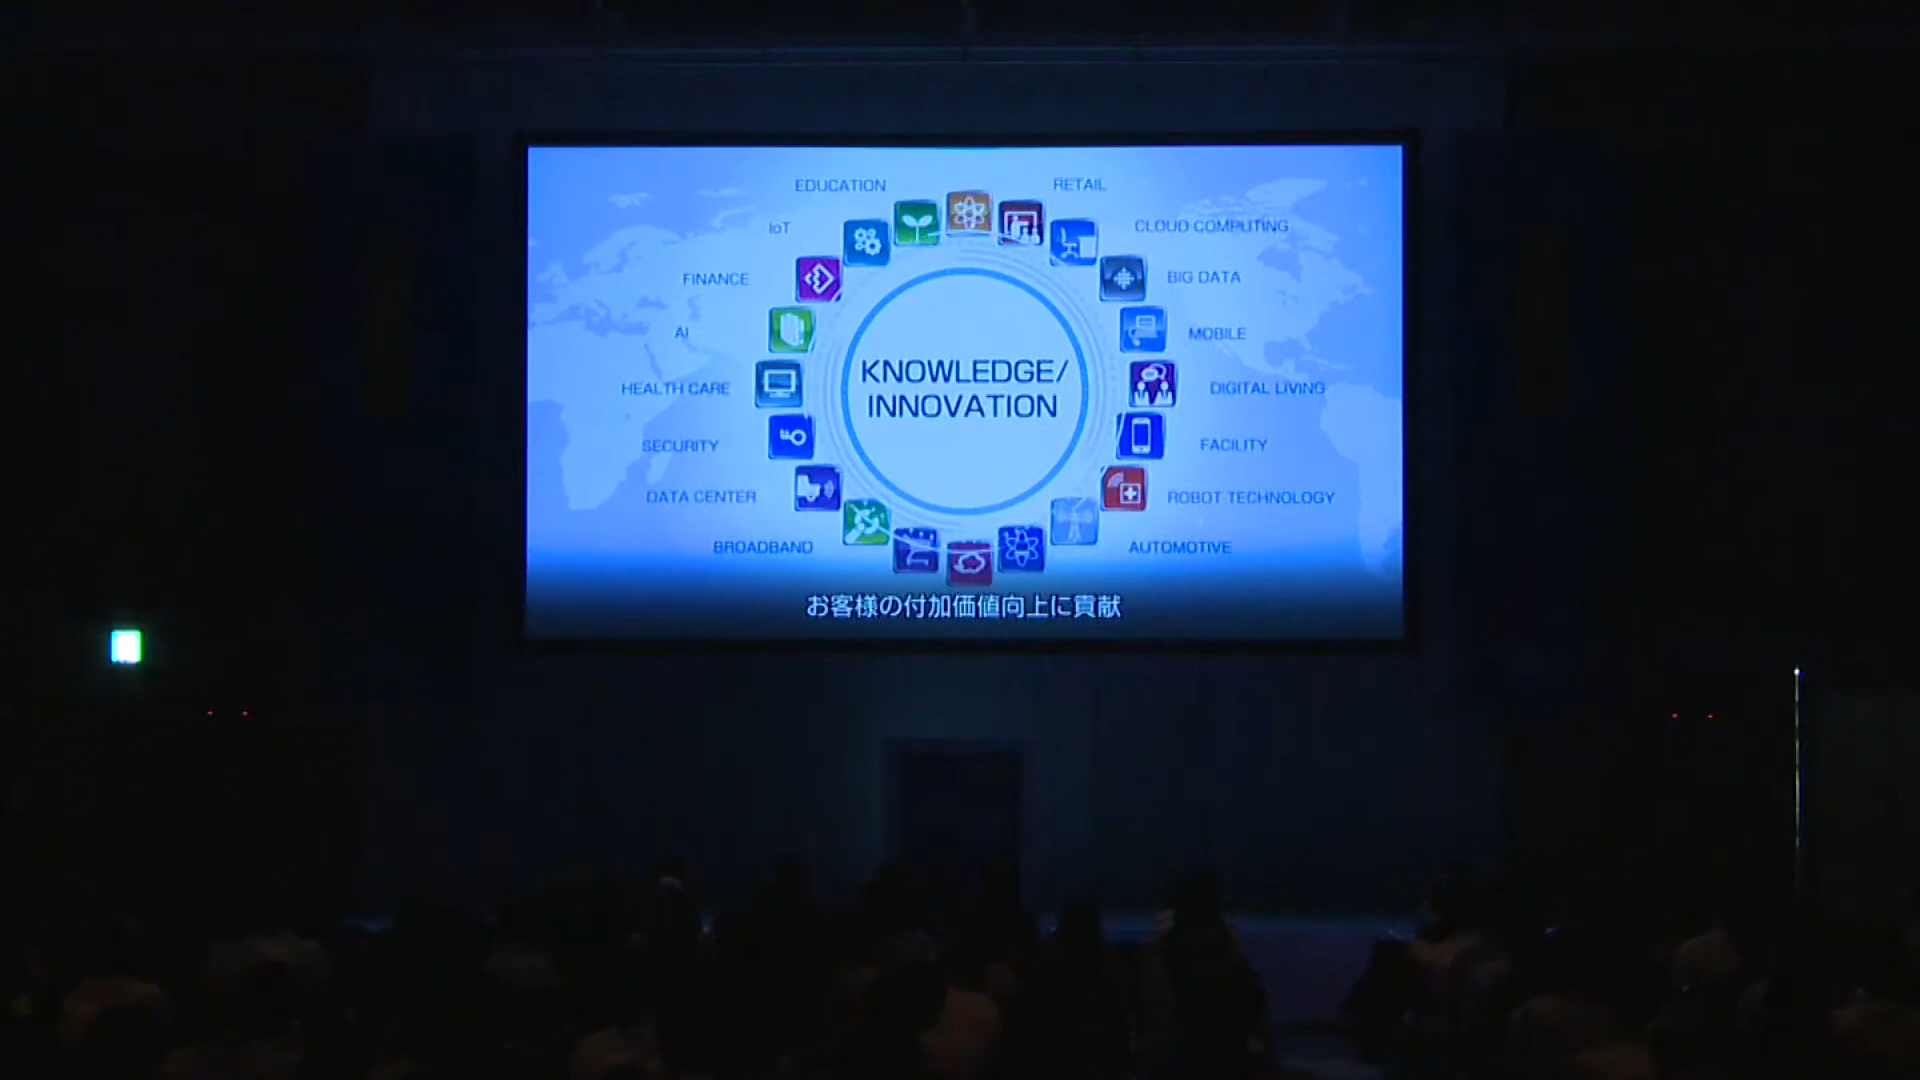 EDUCATION
RETAIL
IoT
CLOUD COMPUTING
FINANCE
BIG DATA
AI
MOBILE
KNOWLEDGE/
INNOVATION
HEALTH CARE
DIGITAL LIVING
SECURITY
FACILITY
DATA CENTER
ROBOT TECHNOLOGY
BROADBAND
AUTOMOTIVE
お客様の付加価値向上に貢献